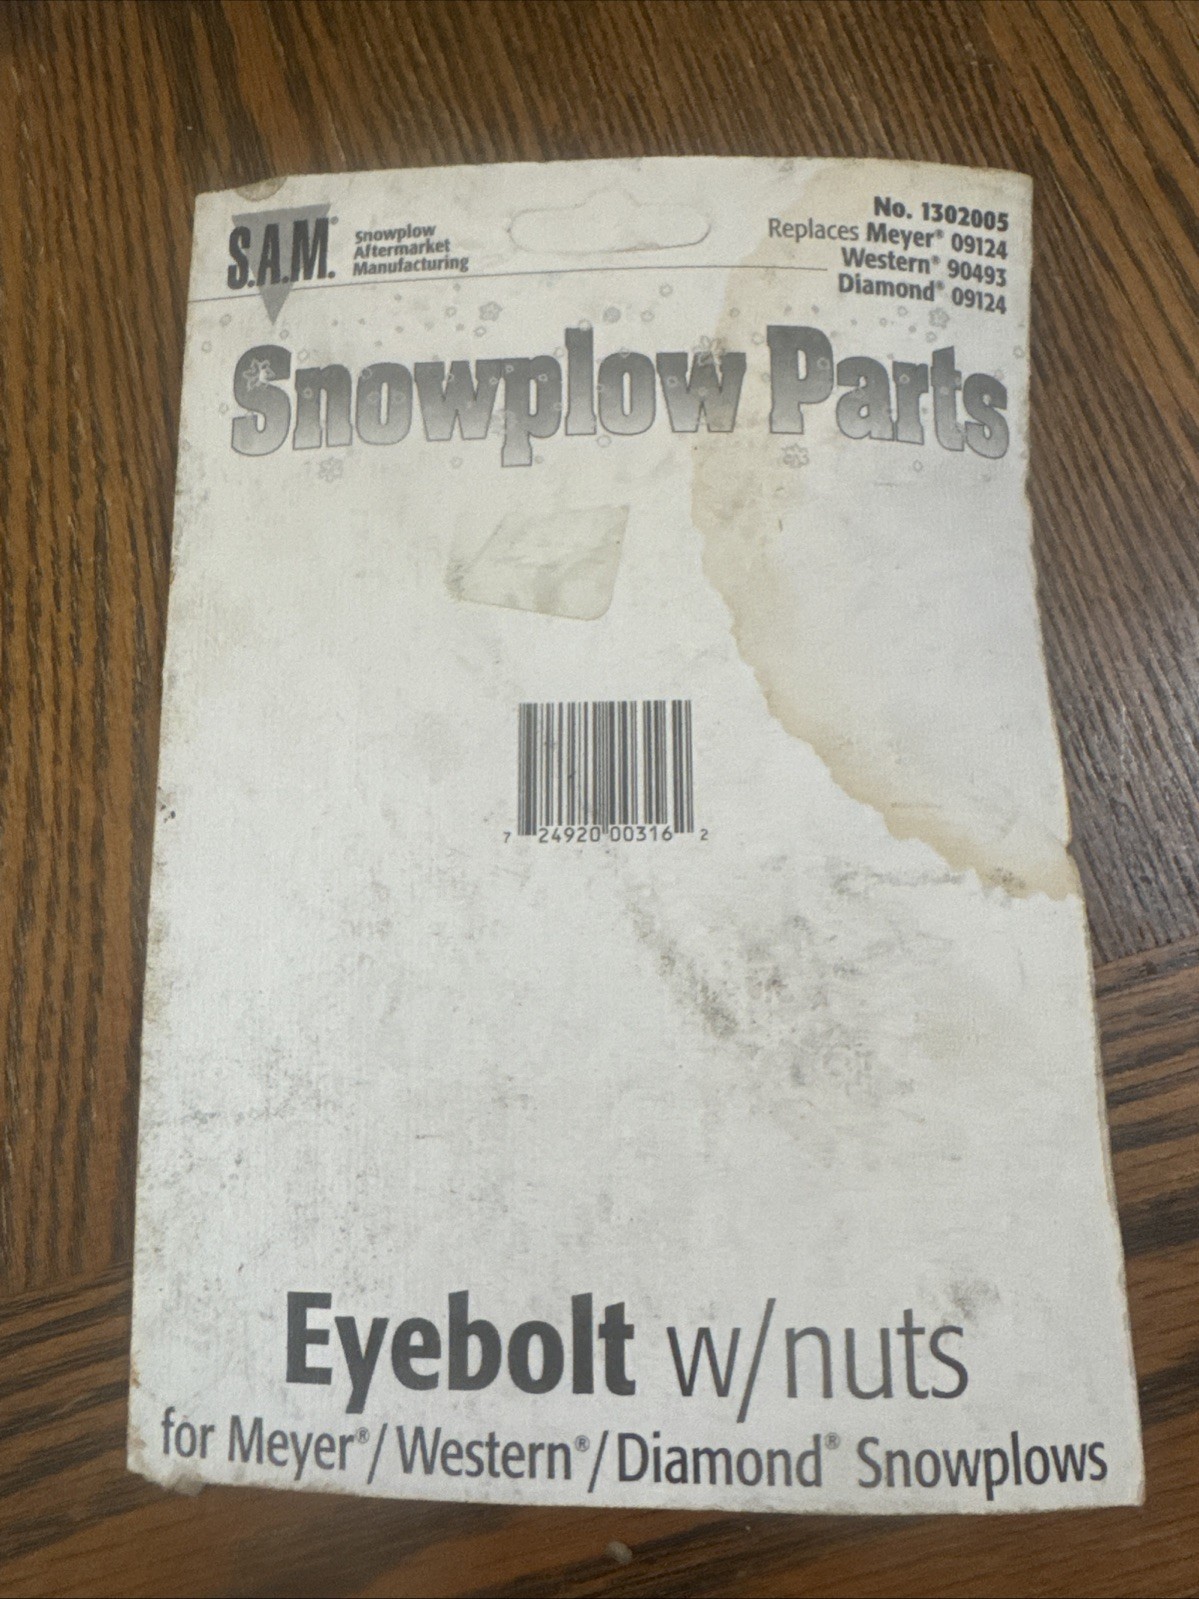 S.A.M.®
Snowplow
Aftermarket
Manufacturing
No. 1302005
Replaces Meyer® 09124
Western® 90493
Diamond® 09124
Snowplow Parts
7 24920 00316 2
Eyebolt w/nuts
for Meyer®/Western®/Diamond® Snowplows